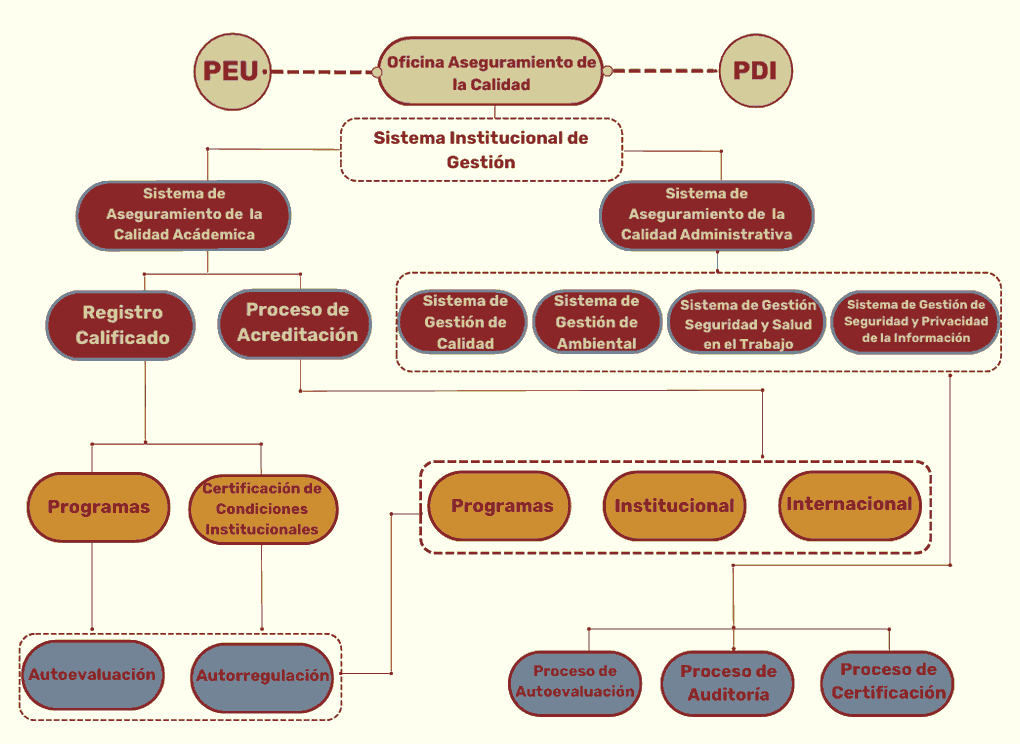 PEU
Oficina Aseguramiento de
la Calidad
PDI
Sistema Institucional de
Gestión
Sistema de
Aseguramiento de la
Calidad Acádemica
Sistema de
Aseguramiento de la
Calidad Administrativa
Registro
Calificado
Proceso de
Acreditación
Sistema de
Gestión de
Calidad
Sistema de
Gestión de
Ambiental
Sistema de Gestión
Seguridad y Salud
en el Trabajo
Sistema de Gestión de
Seguridad y Privacidad
de la Información
Programas
Certificación de
Condiciones
Institucionales
Programas
Institucional
Internacional
Autoevaluación
Autorregulación
Proceso de
Autoevaluación
Proceso de
Auditoría
Proceso de
Certificación